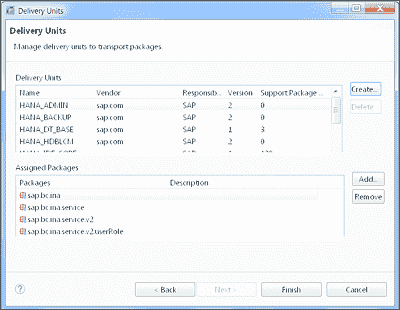 Delivery Units
Delivery Units
Manage delivery units to transport packages.
Delivery Units
Name Vendor Responsib... Version Support Package ...
HANA_ADMIN sap.com SAP 2 0
HANA_BACKUP sap.com SAP 2 0
HANA_DT_BASE sap.com SAP 1 3
HANA_HDBLCM sap.com SAP 2 0
Create...
Delete
Assigned Packages
Packages Description
sap.bc.ina
sap.bc.ina.service
sap.bc.ina.service.v2
sap.bc.ina.service.v2.userRole
Add...
Remove
< Back Next > Finish Cancel